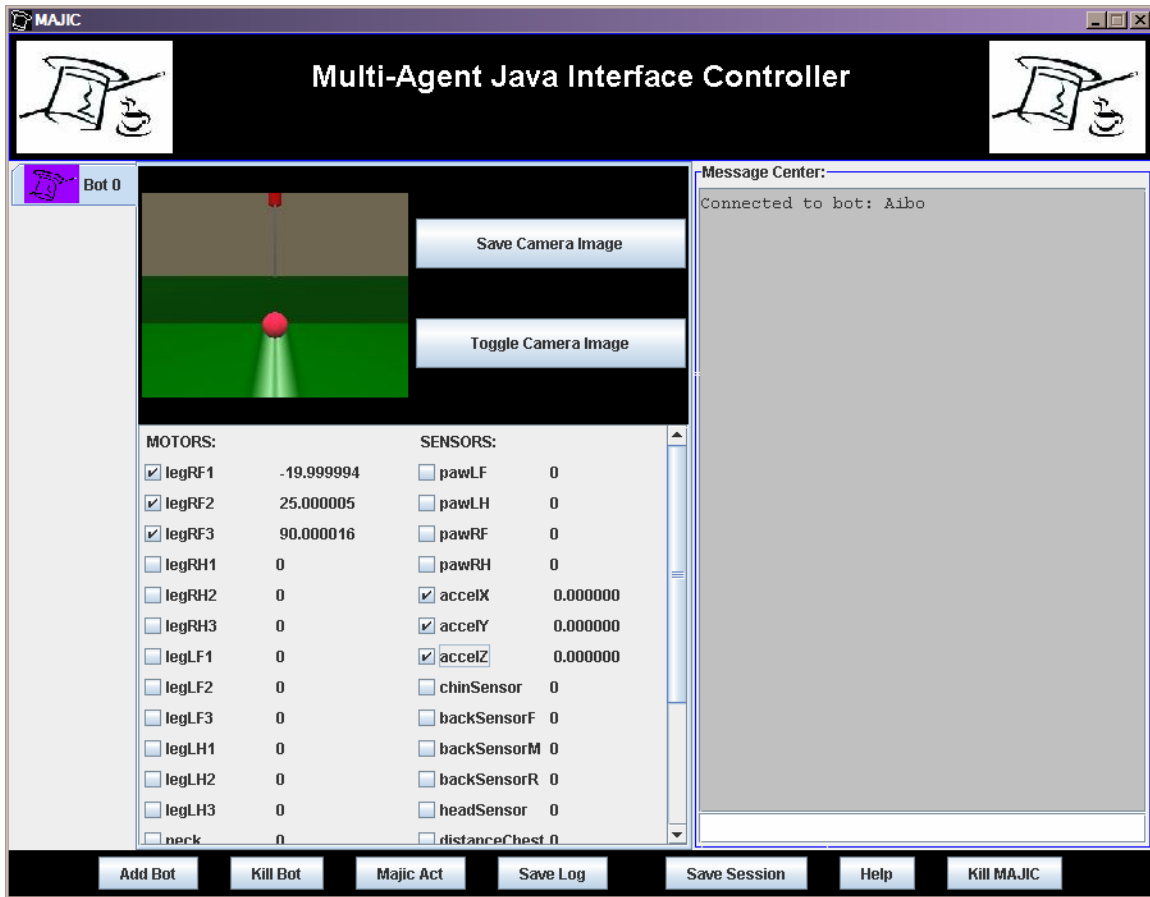 MAJIC
Multi-Agent Java Interface Controller
Bot 0
Save Camera Image
Toggle Camera Image
Message Center:
Connected to bot: Aibo
MOTORS: SENSORS:
legRF1 -19.999994 pawLF 0
legRF2 25.000005 pawLH 0
legRF3 90.000016 pawRF 0
legRH1 0 pawRH 0
legRH2 0 accelX 0.000000
legRH3 0 accelY 0.000000
legLF1 0 accelZ 0.000000
legLF2 0 chinSensor 0
legLF3 0 backSensorF 0
legLH1 0 backSensorM 0
legLH2 0 backSensorR 0
legLH3 0 headSensor 0
neck 0 distanceChest 0
Add Bot Kill Bot Majic Act Save Log Save Session Help Kill MAJIC